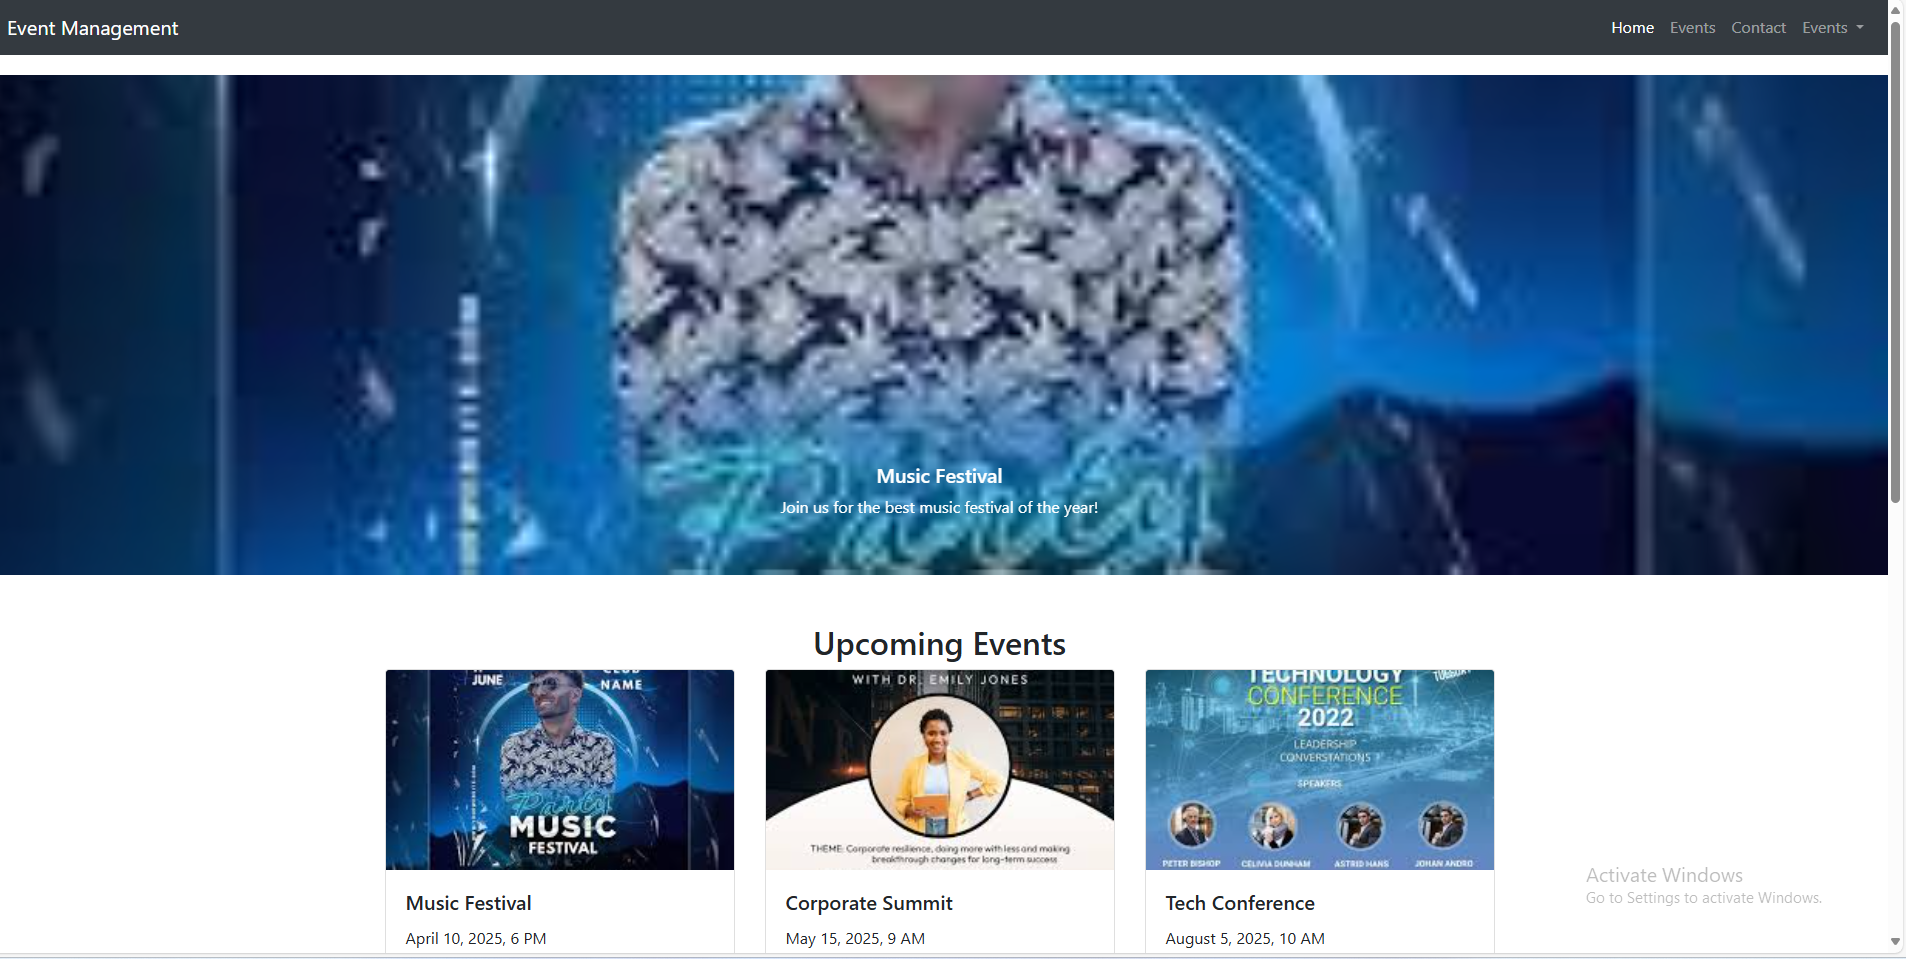 Event Management
Home Events Contact Events
Party
Music Festival
Join us for the best music festival of the year!
Upcoming Events
JUNE
CLUB
NAME
Party
MUSIC
FESTIVAL
WITH DR. EMILY JONES
THEME: Corporate resilience, doing more with less and making
breakthrough changes for long-term success
TECHNOLOGY
TUESDAY
CONFERENCE
2022
LEADERSHIP
CONVERSTATIONS
SPEAKERS
PETER BISHOP
CELIVIA DUNHAM
ASTRID HANS
JOHAN ANDRO
Music Festival
April 10, 2025, 6 PM
Corporate Summit
May 15, 2025, 9 AM
Tech Conference
August 5, 2025, 10 AM
Activate Windows
Go to Settings to activate Windows.